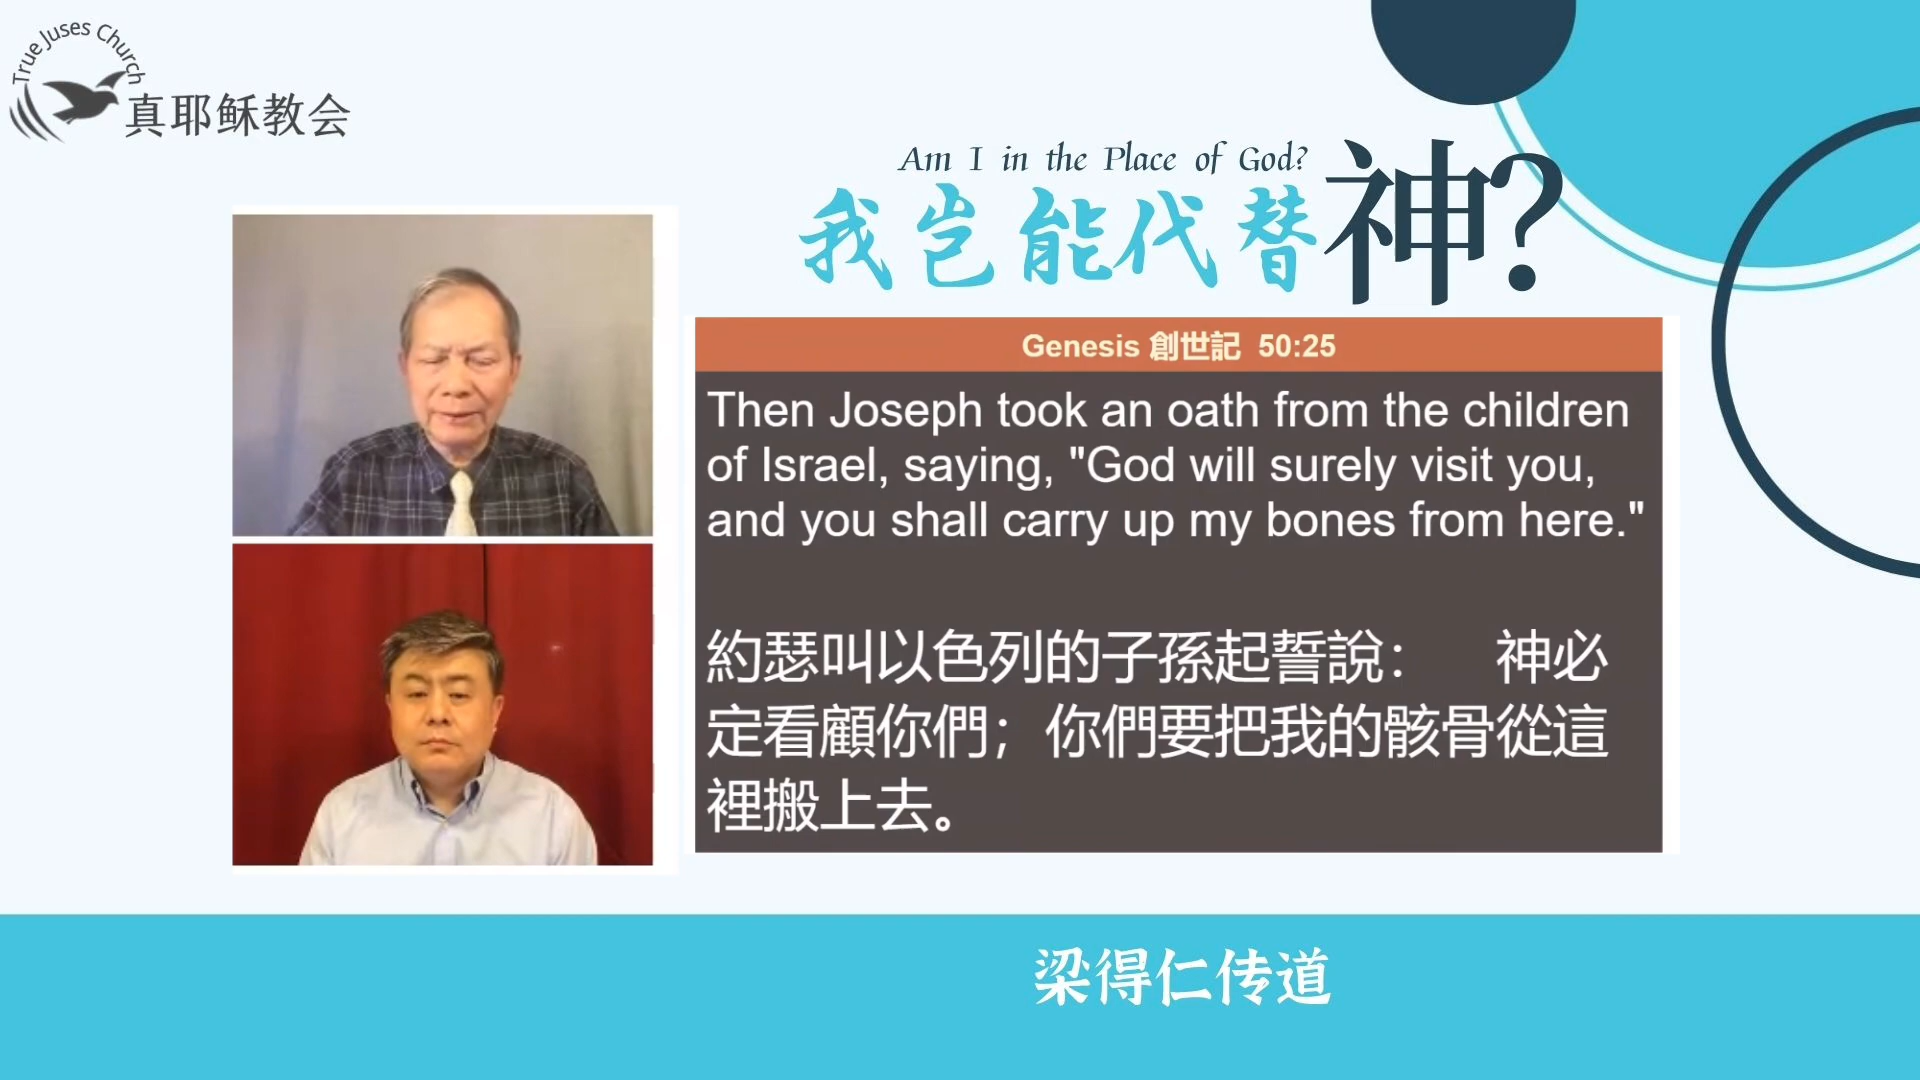 True Juses Church
真耶稣教会
Am I in the Place of God?
我岂能代替神?
Genesis 創世記 50:25
Then Joseph took an oath from the children
of Israel, saying, "God will surely visit you,
and you shall carry up my bones from here."
約瑟叫以色列的子孫起誓說： 神必
定看顧你們；你們要把我的骸骨從這
裡搬上去。
梁得仁传道